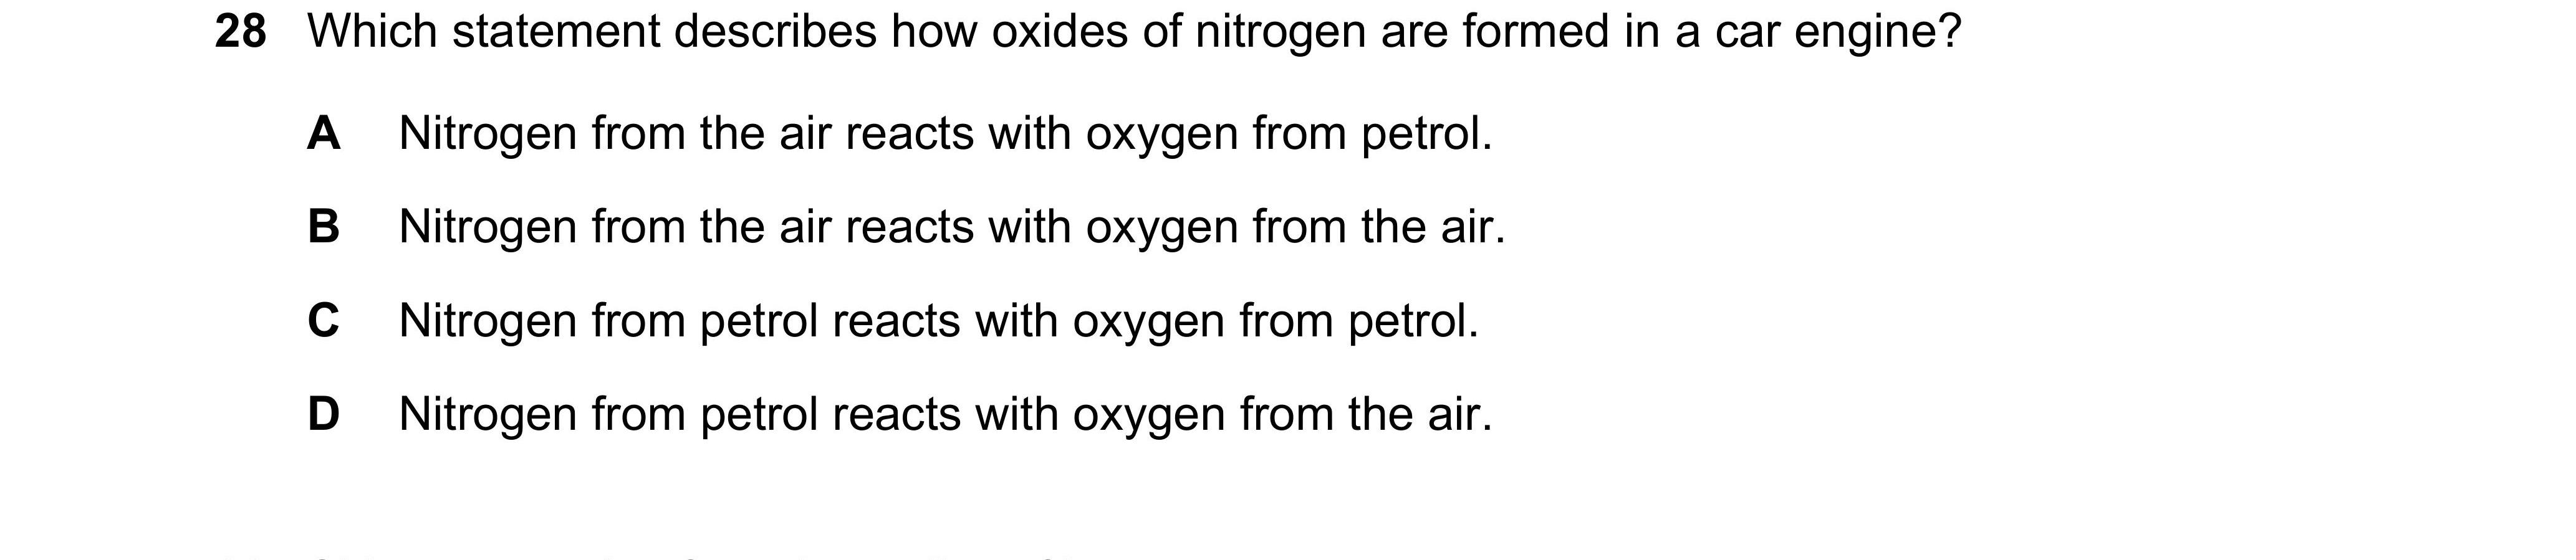 28 Which statement describes how oxides of nitrogen are formed in a car engine?
A Nitrogen from the air reacts with oxygen from petrol.
B Nitrogen from the air reacts with oxygen from the air.
C Nitrogen from petrol reacts with oxygen from petrol.
D Nitrogen from petrol reacts with oxygen from the air.